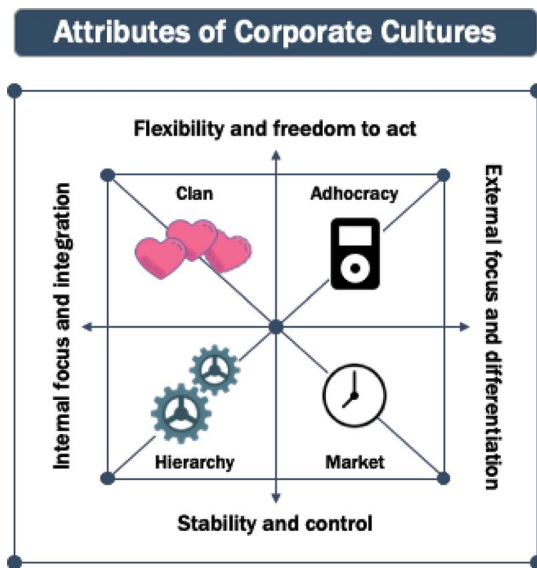 Attributes of Corporate Cultures
Flexibility and freedom to act
Clan
Adhocracy
Internal focus and integration
External focus and differentiation
Hierarchy
Market
Stability and control